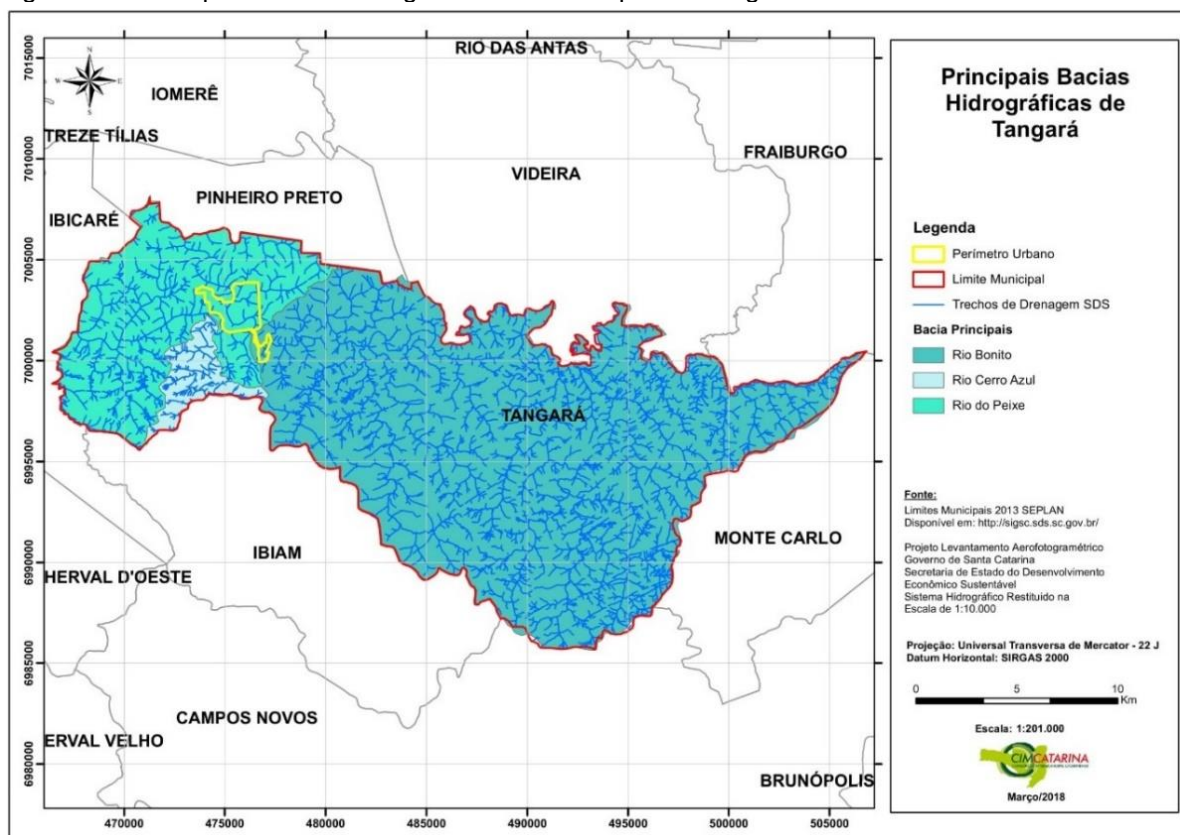 RIO DAS ANTAS
IOMERÊ
TREZE TÍLIAS
FRAIBURGO
VIDEIRA
PINHEIRO PRETO
IBICARÉ
TANGARÁ
MONTE CARLO
IBIAM
HERVAL D'OESTE
CAMPOS NOVOS
ERVAL VELHO
BRUNÓPOLIS
N
W
E
S
7015000
7010000
7005000
7000000
6995000
6990000
6985000
6980000
470000
475000
480000
485000
490000
495000
500000
505000
Principais Bacias
Hidrográficas de
Tangará
Legenda
Perímetro Urbano
Limite Municipal
Trechos de Drenagem SDS
Bacia Principais
Rio Bonito
Rio Cerro Azul
Rio do Peixe
Fonte:
Limites Municipais 2013 SEPLAN
Disponível em: http://sigsc.sds.sc.gov.br/
Projeto Levantamento Aerofotogramétrico
Governo de Santa Catarina
Secretaria de Estado do Desenvolvimento
Econômico Sustentável
Sistema Hidrográfico Restituido na
Escala de 1:10.000
Projeção: Universal Transversa de Mercator - 22 J
Datum Horizontal: SIRGAS 2000
0 5 10
Km
Escala: 1:201.000
CIMCATARINA
Março/2018